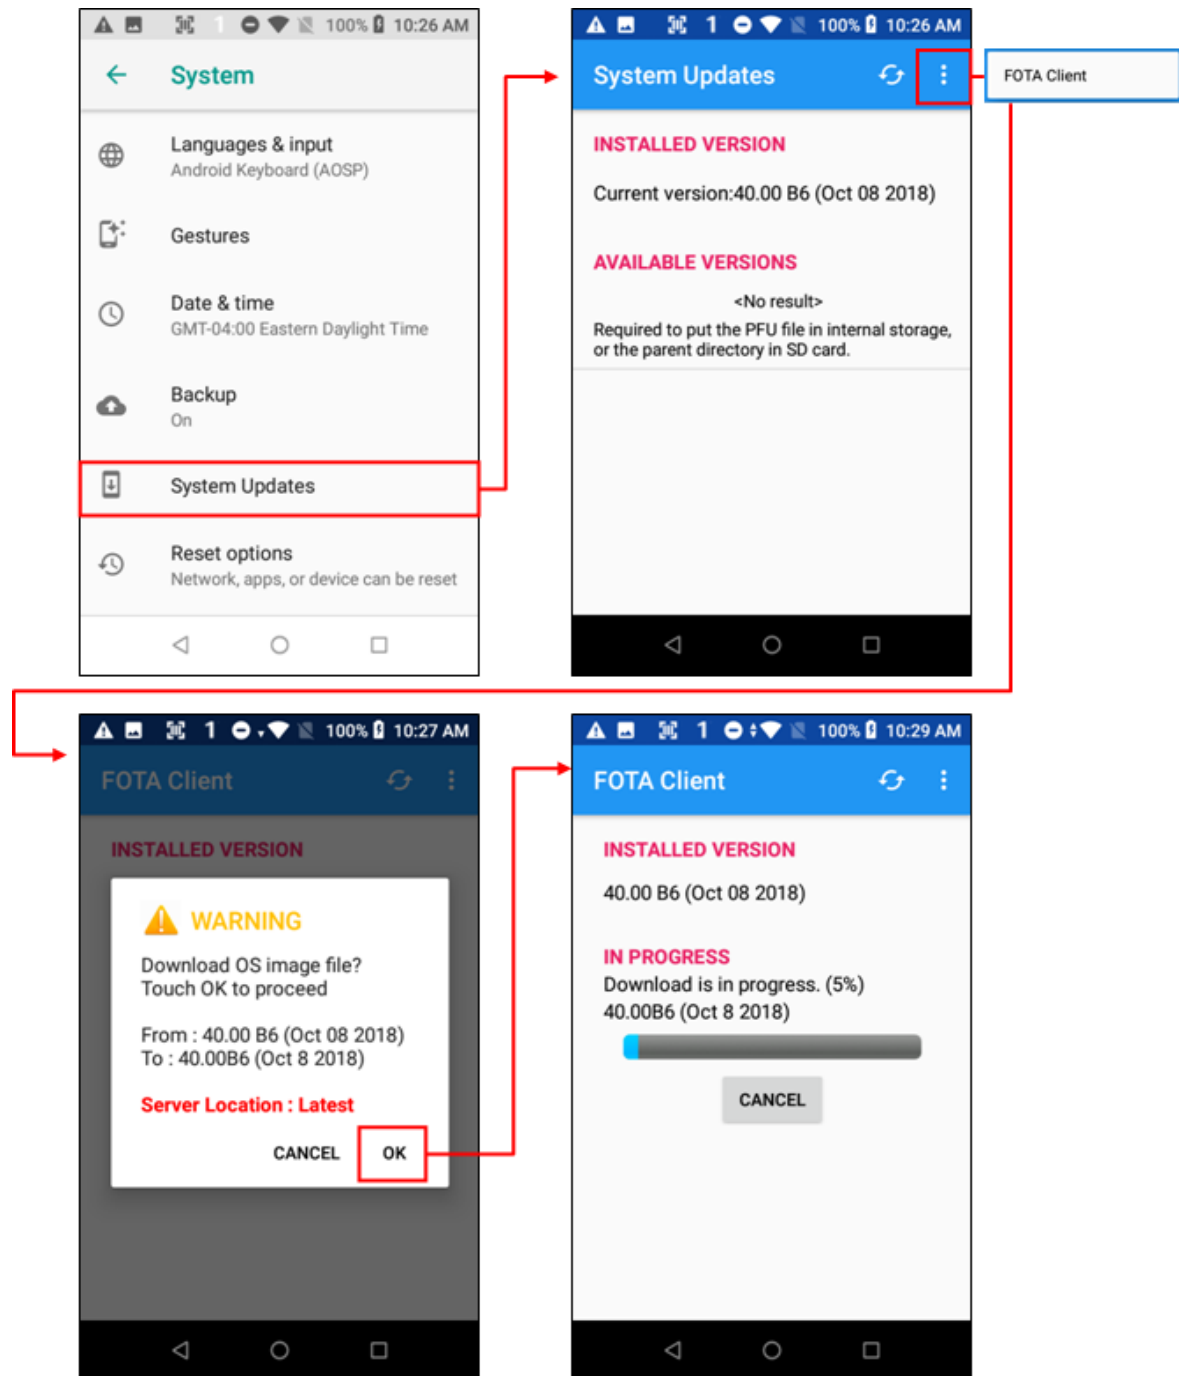 1 100% 10:26 AM
System
Languages & input
Android Keyboard (AOSP)
Gestures
Date & time
GMT-04:00 Eastern Daylight Time
Backup
On
System Updates
Reset options
Network, apps, or device can be reset
1 100% 10:26 AM
System Updates
FOTA Client
INSTALLED VERSION
Current version:40.00 B6 (Oct 08 2018)
AVAILABLE VERSIONS
<No result>
Required to put the PFU file in internal storage,
or the parent directory in SD card.
1 100% 10:27 AM
FOTA Client
INSTALLED VERSION
WARNING
Download OS image file?
Touch OK to proceed
From : 40.00 B6 (Oct 08 2018)
To : 40.00B6 (Oct 8 2018)
Server Location : Latest
CANCEL OK
1 100% 10:29 AM
FOTA Client
INSTALLED VERSION
40.00 B6 (Oct 08 2018)
IN PROGRESS
Download is in progress. (5%)
40.00B6 (Oct 8 2018)
CANCEL